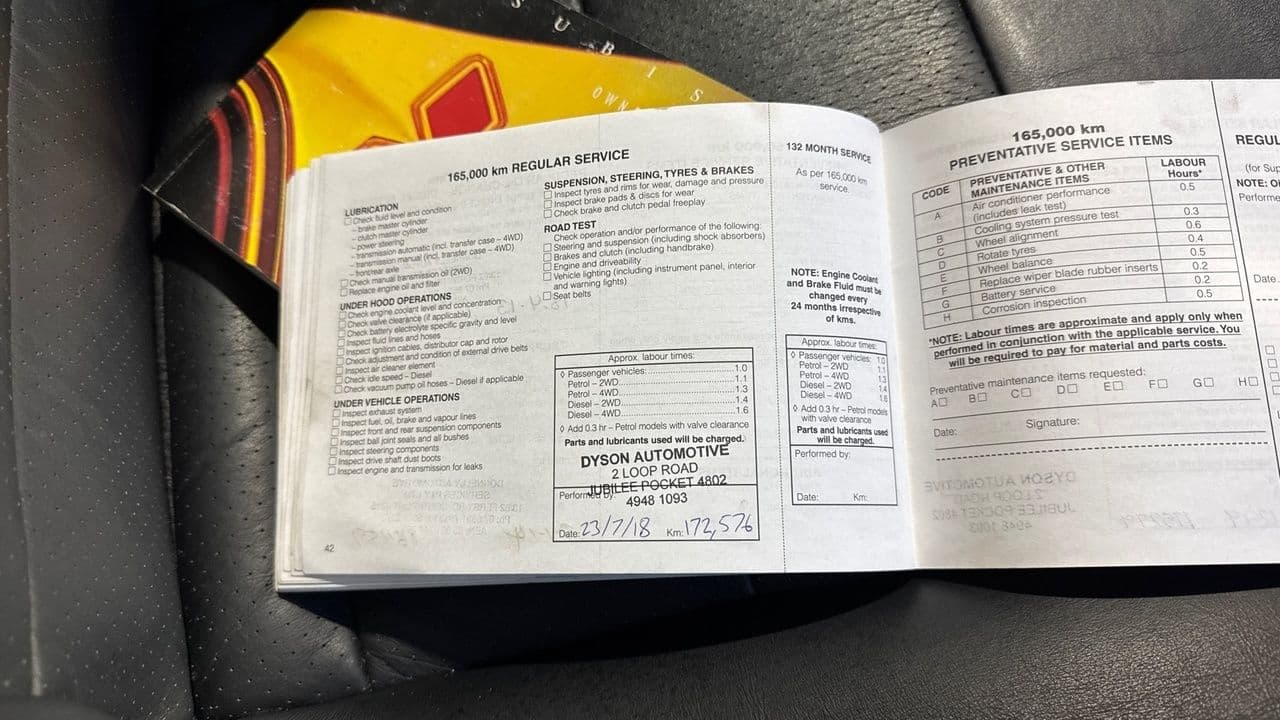 S U B I S
OWN
165,000 km REGULAR SERVICE
LUBRICATION
Check fluid level and condition
– brake master cylinder
– clutch master cylinder
– power steering
– transmission automatic (incl. transfer case – 4WD)
– transmission manual (incl. transfer case – 4WD)
– front/rear axle
Check manual transmission oil (2WD)
Replace engine oil and filter
UNDER HOOD OPERATIONS
Check engine coolant level and concentration
Check valve clearance (if applicable)
Check battery electrolyte specific gravity and level
Inspect fluid lines and hoses
Inspect ignition cables, distributor cap and rotor
Check adjustment and condition of external drive belts
Inspect air cleaner element
Check idle speed – Diesel
Check vacuum pump oil hoses – Diesel if applicable
UNDER VEHICLE OPERATIONS
Inspect exhaust system
Inspect fuel, oil, brake and vapour lines
Inspect front and rear suspension components
Inspect steering components
Inspect ball joint seals and all bushes
Inspect drive shaft dust boots
Inspect engine and transmission for leaks
42
SUSPENSION, STEERING, TYRES & BRAKES
Inspect tyres and rims for wear, damage and pressure
Inspect brake pads & discs for wear
Check brake and clutch pedal freeplay
ROAD TEST
Check operation and/or performance of the following:
Steering and suspension (including shock absorbers)
Brakes and clutch (including handbrake)
Engine and driveability
Vehicle lighting (including instrument panel, interior
and warning lights)
Seat belts
Approx. labour times:
◊ Passenger vehicles: 1.0
Petrol – 2WD 1.1
Petrol – 4WD 1.3
Diesel – 2WD 1.4
Diesel – 4WD 1.6
◊ Add 0.3 hr – Petrol models with valve clearance
Parts and lubricants used will be charged.
DYSON AUTOMOTIVE
2 LOOP ROAD
JUBILEE POCKET 4802
Performed by: 4948 1093
Date: 23/7/18 Km: 172,576
132 MONTH SERVICE
As per 165,000 km
service.
NOTE: Engine Coolant
and Brake Fluid must be
changed every
24 months irrespective
of kms.
Approx. labour times:
◊ Passenger vehicles: 1.0
Petrol – 2WD 1.1
Petrol – 4WD 1.3
Diesel – 2WD 1.4
Diesel – 4WD 1.6
◊ Add 0.3 hr – Petrol models
with valve clearance
Parts and lubricants used
will be charged.
Performed by:
Date: Km:
165,000 km
PREVENTATIVE SERVICE ITEMS
CODE PREVENTATIVE & OTHER MAINTENANCE ITEMS LABOUR Hours*
A Air conditioner performance (includes leak test) 0.5
B Cooling system pressure test 0.3
C Wheel alignment 0.6
D Rotate tyres 0.4
E Wheel balance 0.5
F Replace wiper blade rubber inserts 0.2
G Battery service 0.2
H Corrosion inspection 0.5
*NOTE: Labour times are approximate and apply only when
performed in conjunction with the applicable service. You
will be required to pay for material and parts costs.
Preventative maintenance items requested:
A B C D E F G H
Date: Signature:
REGUL
(for Sup
NOTE: O
Performe
Date